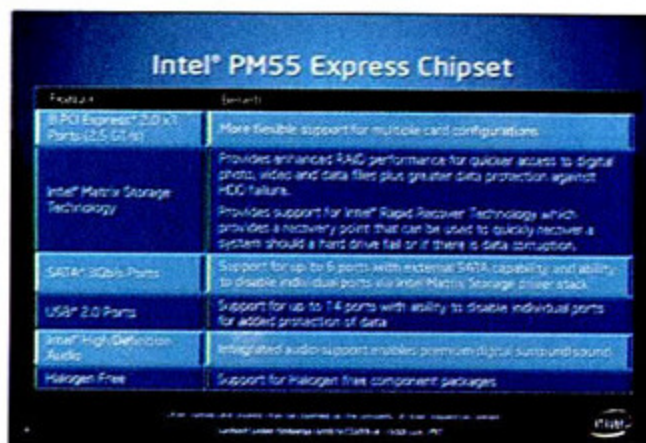 Intel® PM55 Express Chipset
Feature
Benefit
8 PCI Express* 2.0 x1
Ports (2.5 GT/s)
More flexible support for multiple card configurations
Intel® Matrix Storage
Technology
Provides enhanced RAID performance for quicker access to digital
photo, video and data files plus greater data protection against
HDD failure.
Provides support for Intel® Rapid Recover Technology which
provides a recovery point that can be used to quickly recover a
system should a hard drive fail or if there is data corruption.
SATA* 3Gb/s Ports
Support for up to 6 ports with external SATA capability and ability
to disable individual ports via Intel Matrix Storage driver stack
USB* 2.0 Ports
Support for up to 14 ports with ability to disable individual ports
for added protection of data
Intel® High Definition
Audio
Integrated audio support enables premium digital surround sound
Halogen Free
Support for Halogen free component packages